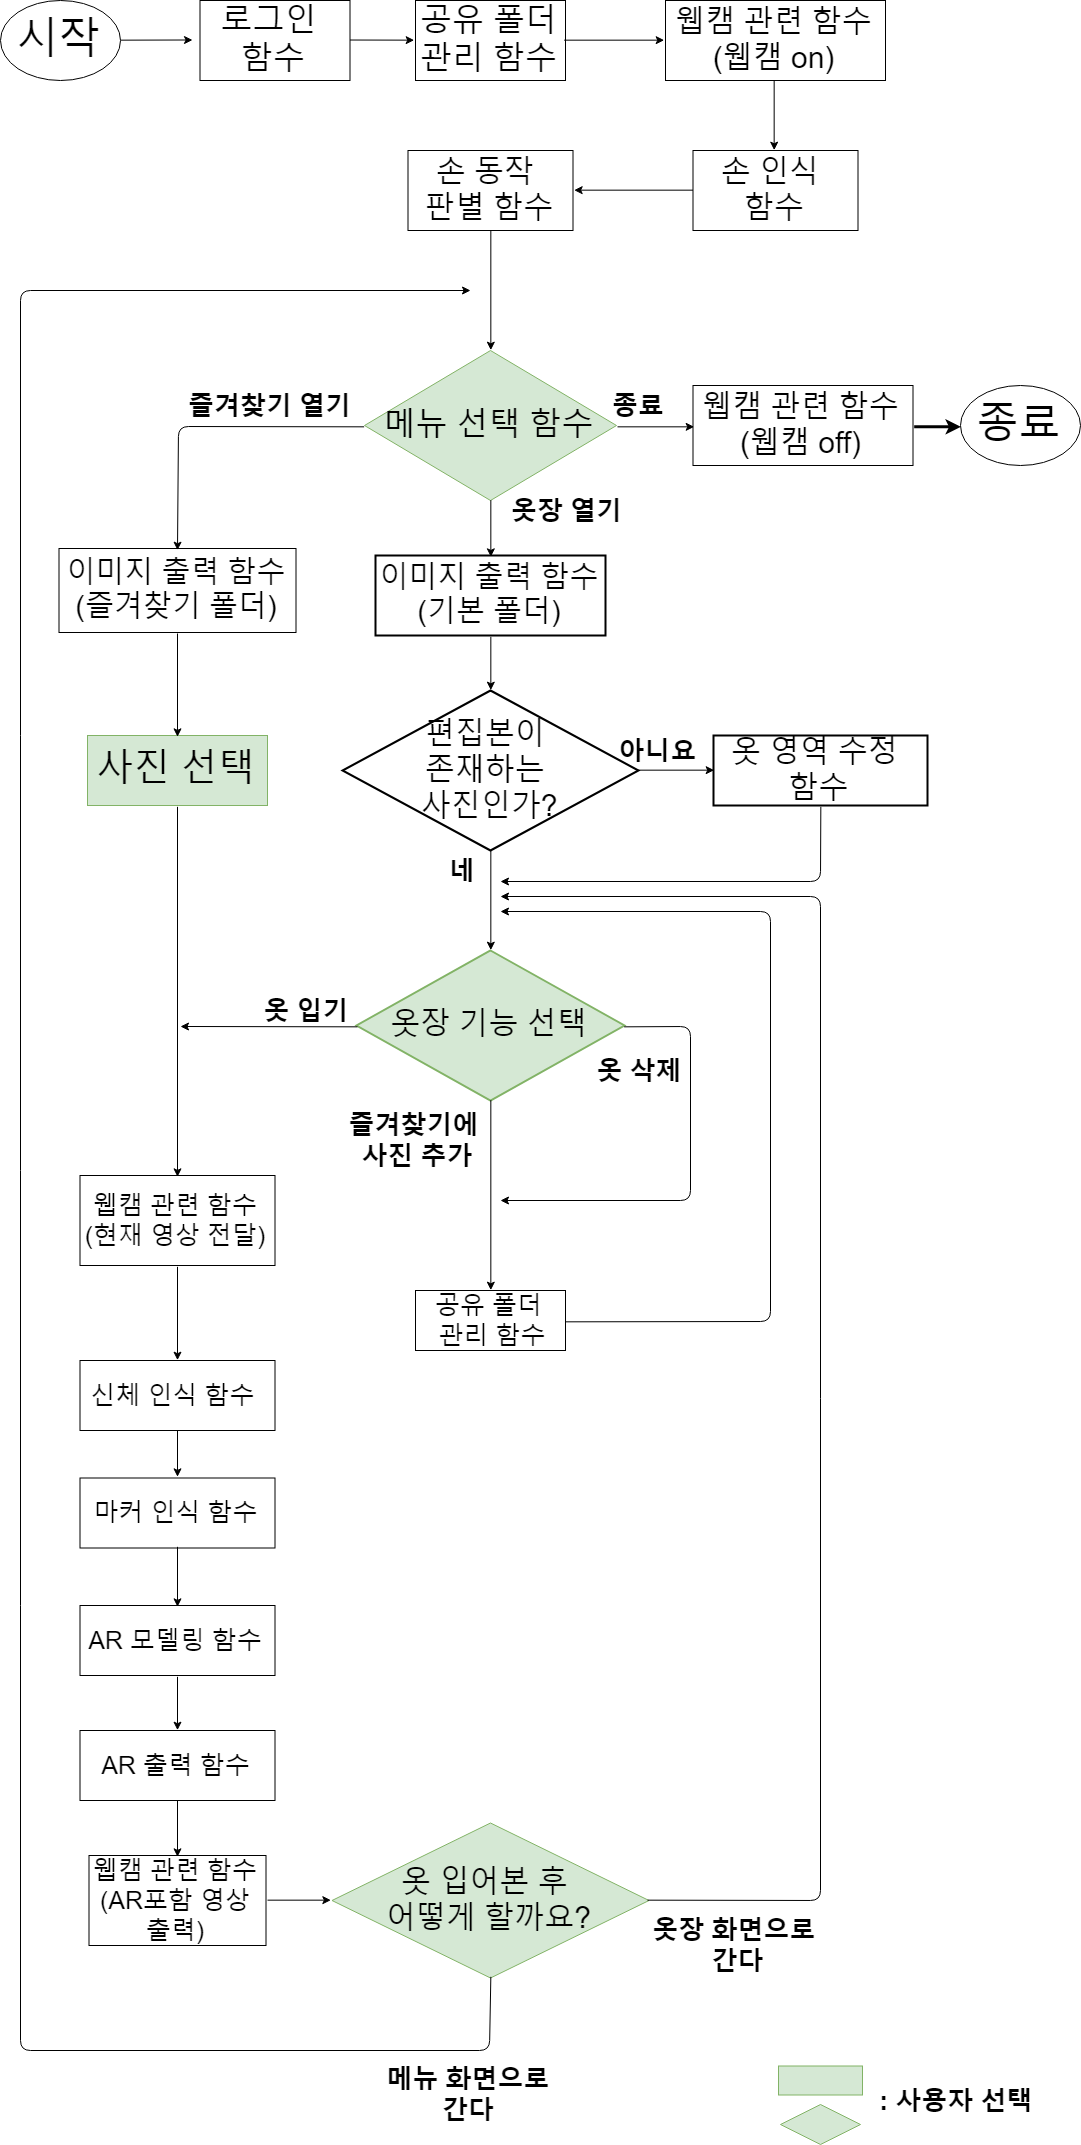 시작
로그인
함수
공유 폴더
관리 함수
웹캠 관련 함수
(웹캠 on)
손 동작
판별 함수
손 인식
함수
즐겨찾기 열기
메뉴 선택 함수
종료
웹캠 관련 함수
(웹캠 off)
종료
옷장 열기
이미지 출력 함수
(즐겨찾기 폴더)
이미지 출력 함수
(기본 폴더)
사진 선택
편집본이
존재하는
사진인가?
아니요
옷 영역 수정
함수
네
옷 입기
옷장 기능 선택
옷 삭제
즐겨찾기에
사진 추가
웹캠 관련 함수
(현재 영상 전달)
공유 폴더
관리 함수
신체 인식 함수
마커 인식 함수
AR 모델링 함수
AR 출력 함수
웹캠 관련 함수
(AR포함 영상
출력)
옷 입어본 후
어떻게 할까요?
옷장 화면으로
간다
메뉴 화면으로
간다
: 사용자 선택